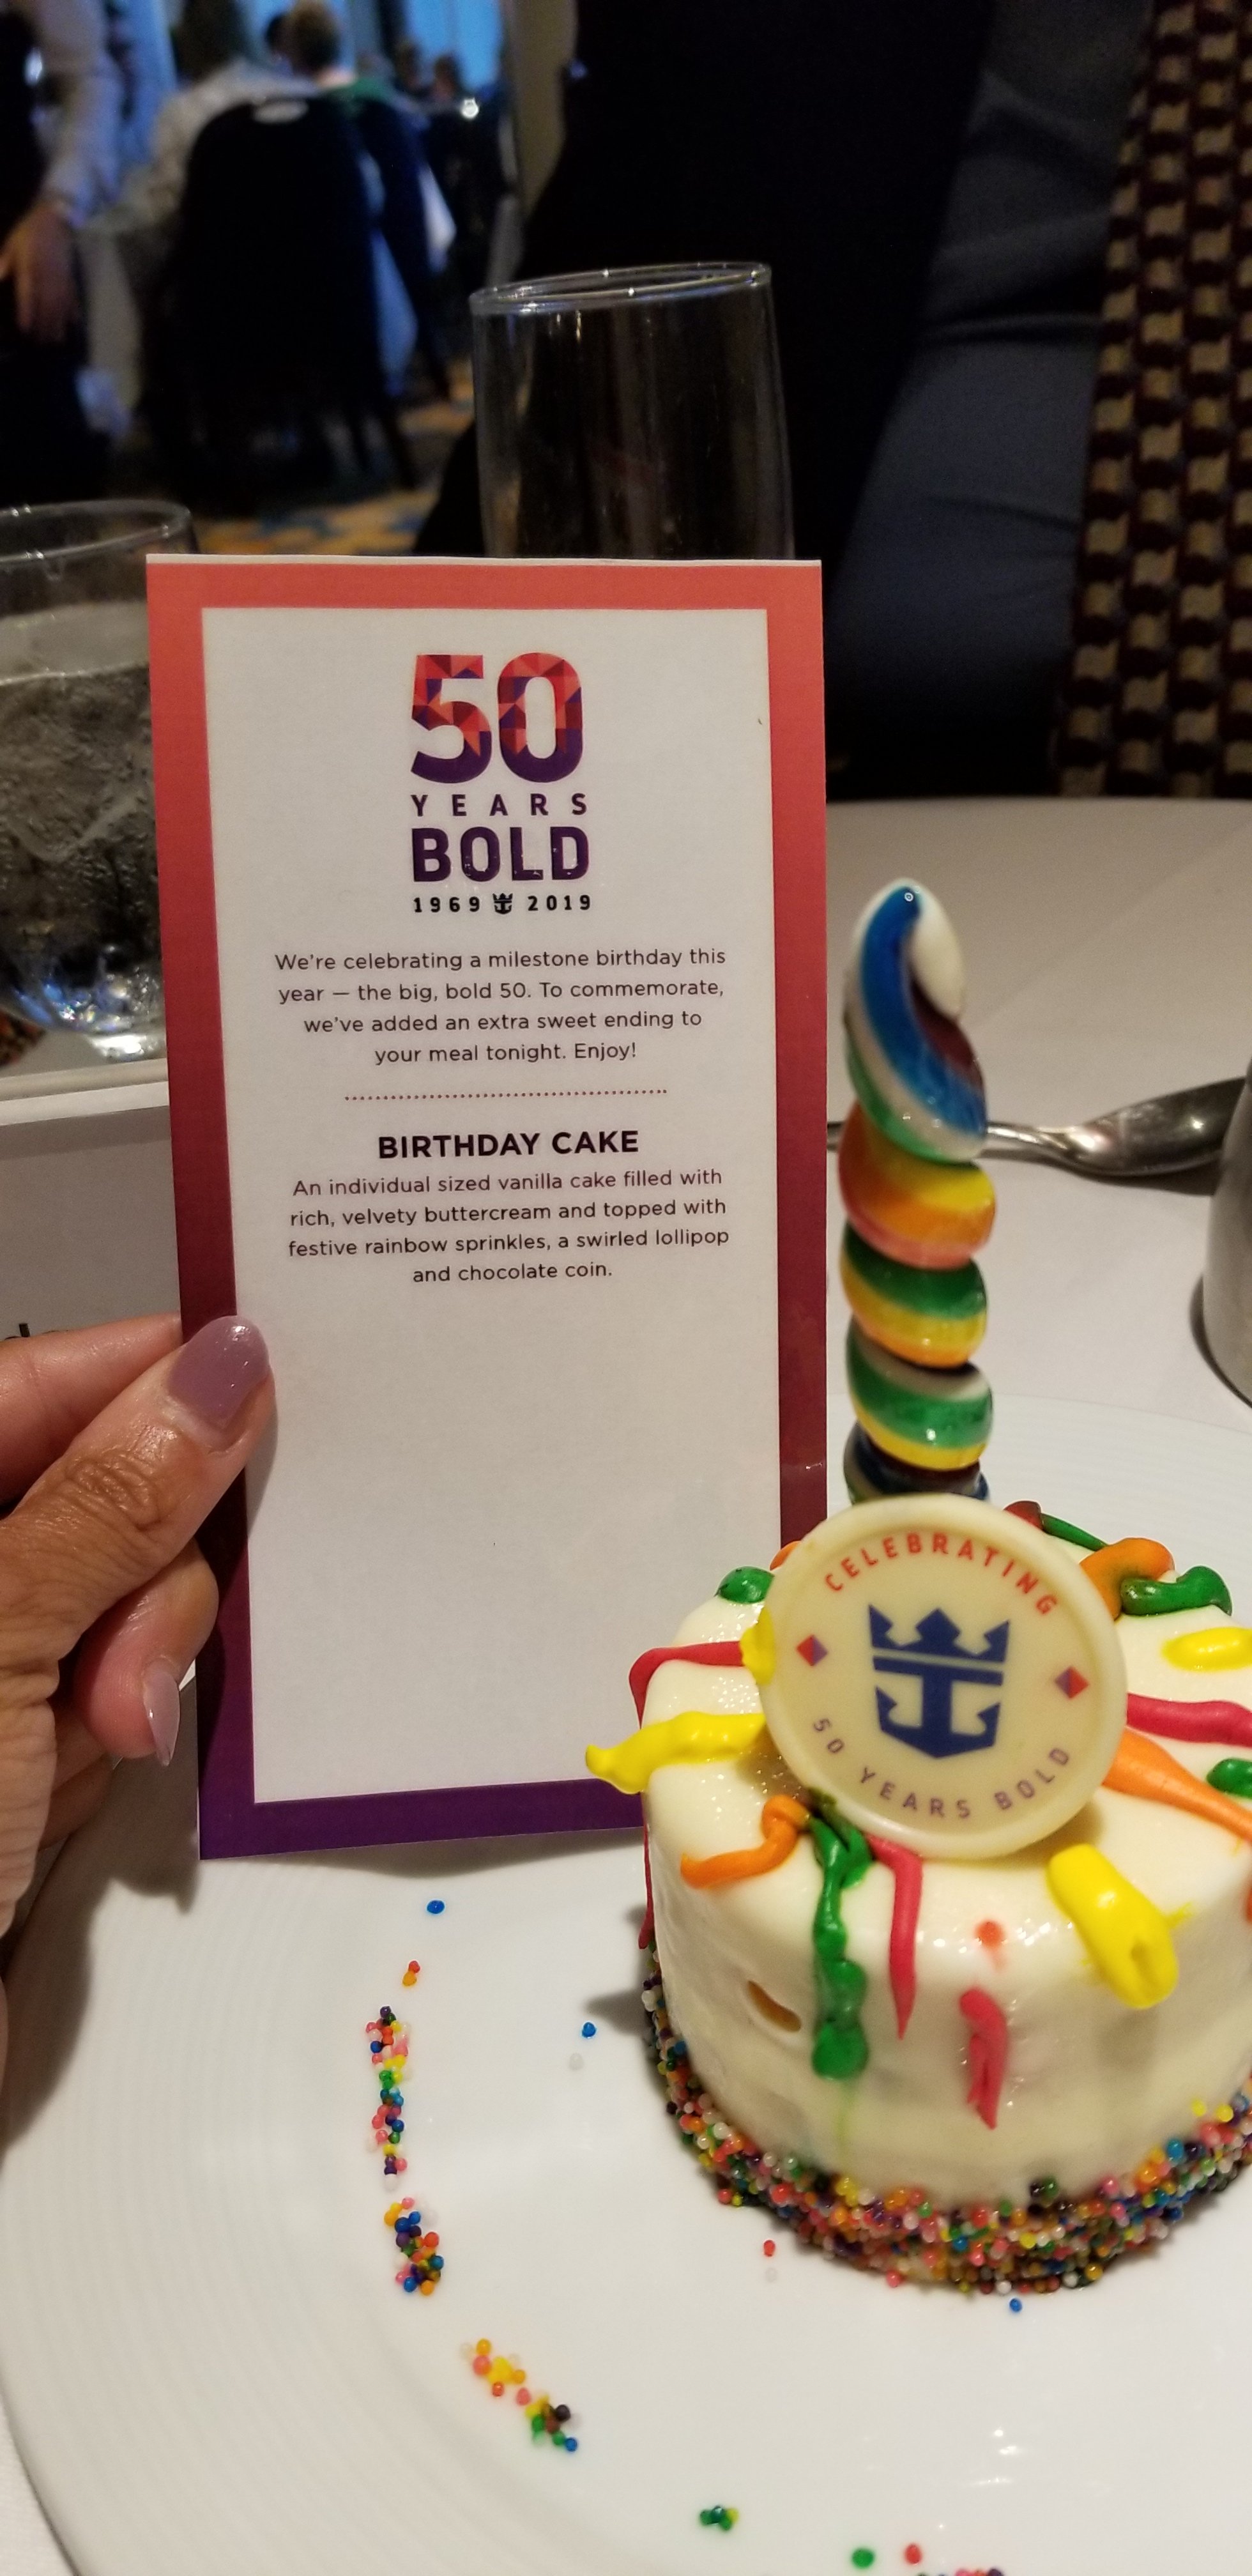 50
YEARS
BOLD
1969 2019
We're celebrating a milestone birthday this
year — the big, bold 50. To commemorate,
we've added an extra sweet ending to
your meal tonight. Enjoy!
BIRTHDAY CAKE
An individual sized vanilla cake filled with
rich, velvety buttercream and topped with
festive rainbow sprinkles, a swirled lollipop
and chocolate coin.
CELEBRATING
50 YEARS BOLD